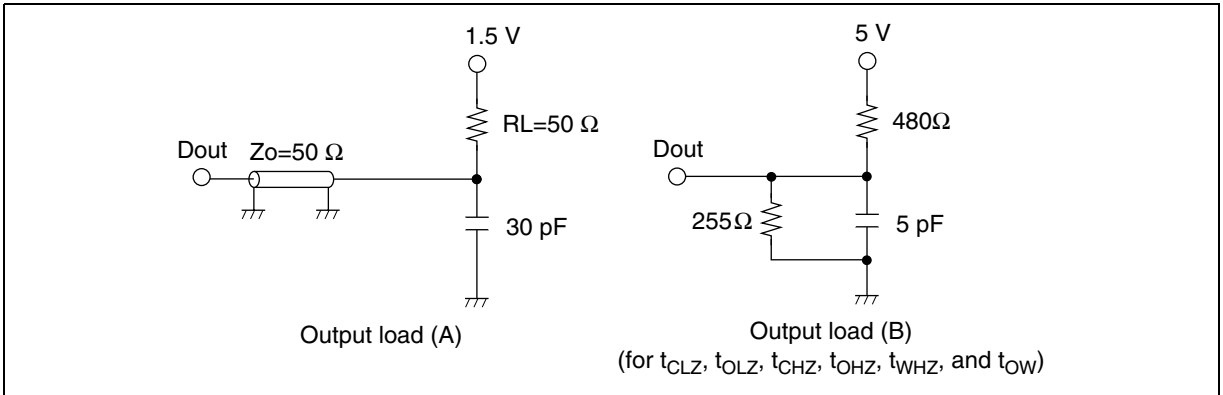 1.5 V
RL=50 Ω
Dout
Zo=50 Ω
30 pF
Output load (A)
5 V
480Ω
Dout
255Ω
5 pF
Output load (B)
(for tCLZ, tOLZ, tCHZ, tOHZ, tWHZ, and tOW)